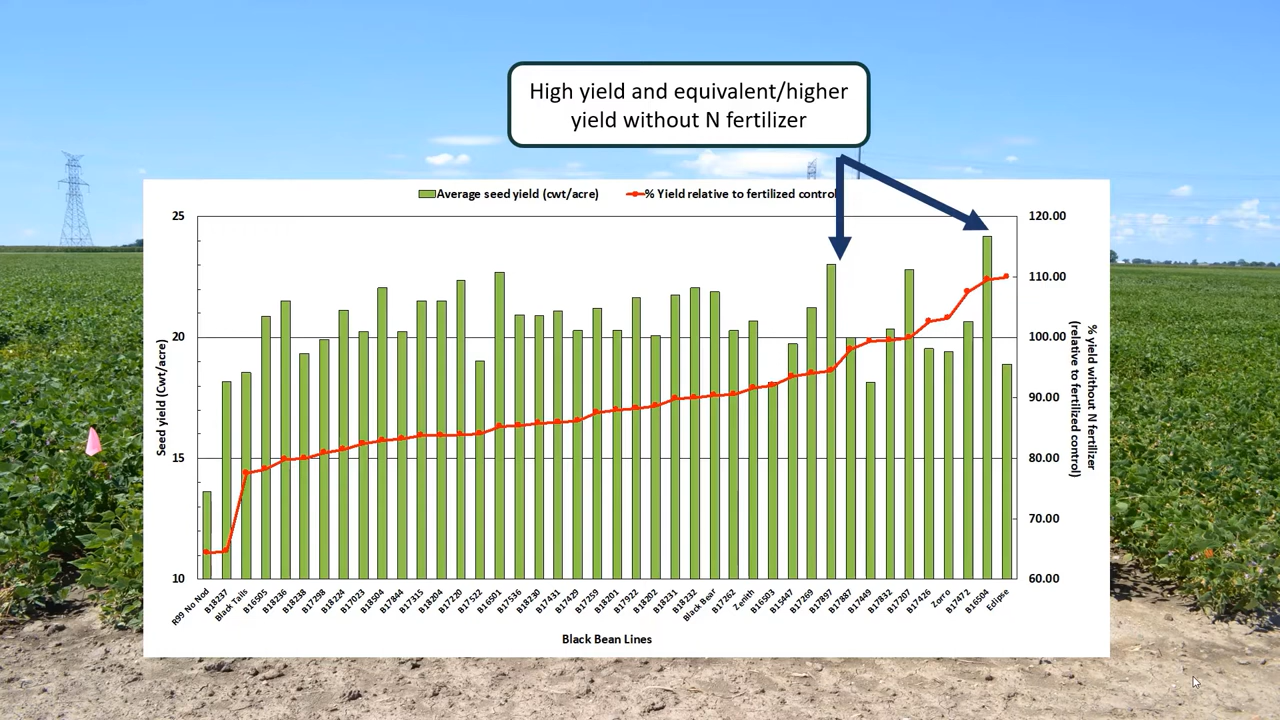 High yield and equivalent/higher
yield without N fertilizer
Average seed yield (cwt/acre)
% Yield relative to fertilized control
25
20
15
10
Seed yield (Cwt/acre)
120.00
110.00
100.00
90.00
80.00
70.00
60.00
% yield without N fertilizer
(relative to fertilized control)
R99 No Nod
B18237
Black Tails
B16505
B18236
B18238
B17298
B18224
B17023
B18504
B17844
B17315
B18204
B17220
B17522
B16501
B17536
B18230
B17431
B17429
B17259
B18201
B17922
B18202
B18231
B18232
Black Bear
B17262
Zenith
B16503
B15447
B17269
B17897
B17887
B17449
B17832
B17207
B17426
Zorro
B17472
B16504
Eclipse
Black Bean Lines